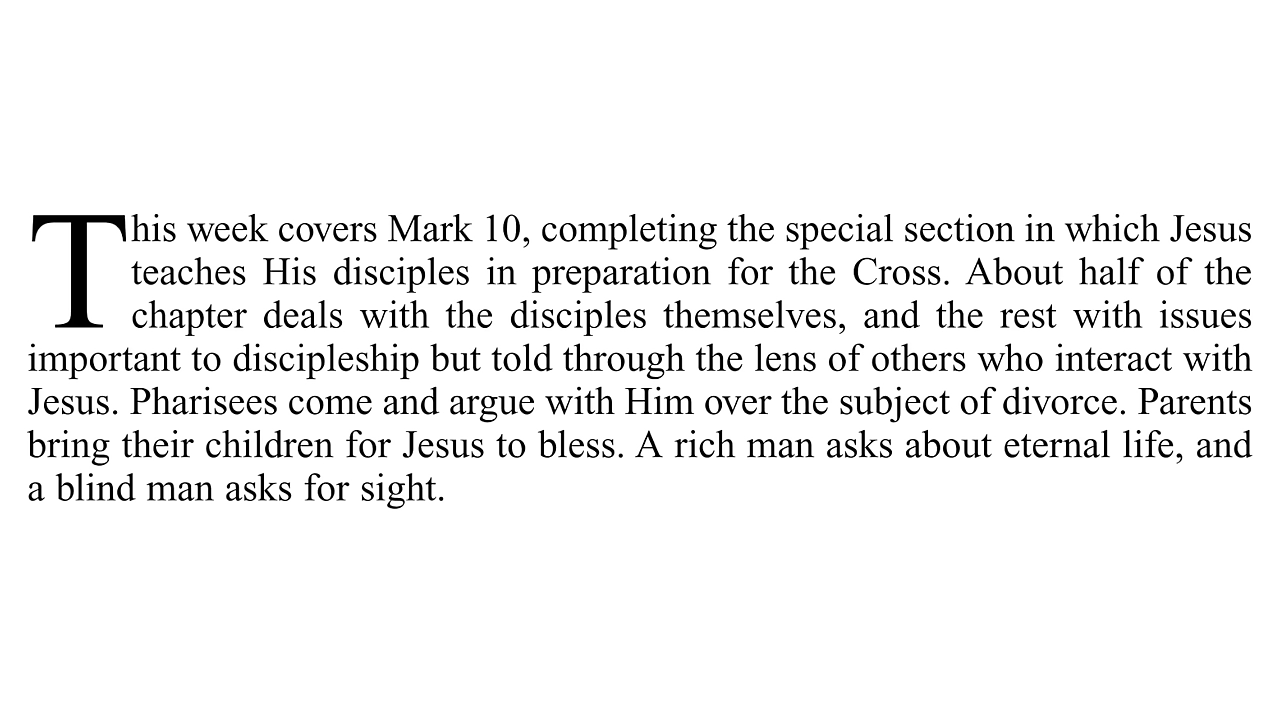 This week covers Mark 10, completing the special section in which Jesus
teaches His disciples in preparation for the Cross. About half of the
chapter deals with the disciples themselves, and the rest with issues
important to discipleship but told through the lens of others who interact with
Jesus. Pharisees come and argue with Him over the subject of divorce. Parents
bring their children for Jesus to bless. A rich man asks about eternal life, and
a blind man asks for sight.